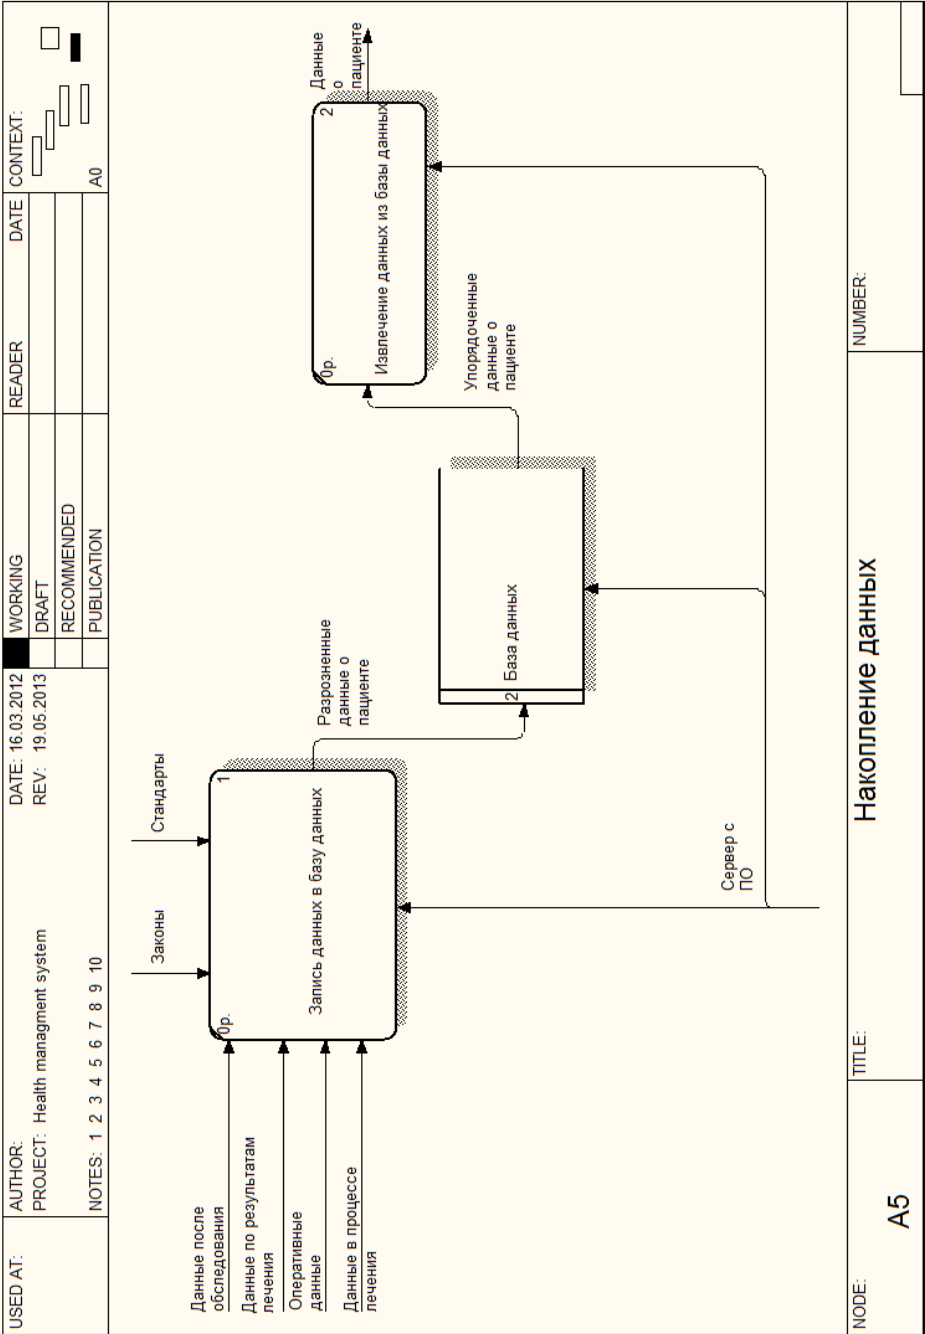 USED AT:
AUTHOR:
DATE: 16.03.2012
WORKING
READER
DATE
CONTEXT:
PROJECT: Health managment system
REV: 19.05.2013
DRAFT
RECOMMENDED
NOTES: 1 2 3 4 5 6 7 8 9 10
PUBLICATION
A0
Законы
Стандарты
Данные после
обследования
Данные по результатам
лечения
Оперативные
данные
Данные в процессе
лечения
0р.
1
Запись данных в базу данных
Разрозненные
данные о
пациенте
2
База данных
Упорядоченные
данные о
пациенте
0р.
2
Извлечение данных из базы данных
Данные
о
пациенте
Сервер с
ПО
NODE:
A5
TITLE:
Накопление данных
NUMBER: